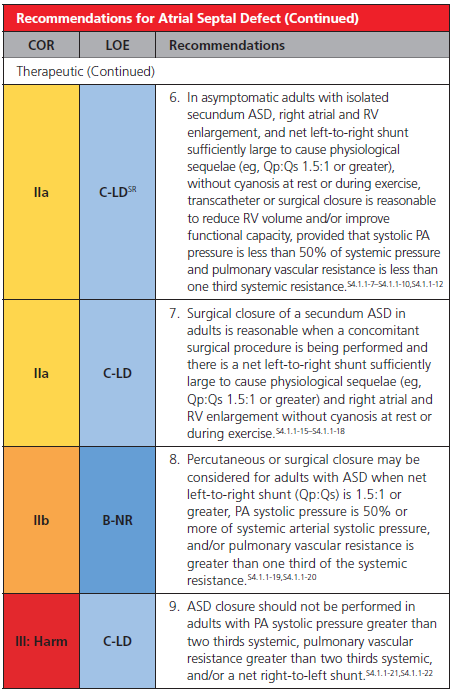 Recommendations for Atrial Septal Defect (Continued)
COR LOE Recommendations
Therapeutic (Continued)
IIa C-LDSR
6. In asymptomatic adults with isolated
secundum ASD, right atrial and RV
enlargement, and net left-to-right shunt
sufficiently large to cause physiological
sequelae (eg, Qp:Qs 1.5:1 or greater),
without cyanosis at rest or during exercise,
transcatheter or surgical closure is reasonable
to reduce RV volume and/or improve
functional capacity, provided that systolic PA
pressure is less than 50% of systemic pressure
and pulmonary vascular resistance is less than
one third systemic resistance.S4.1.1-7–S4.1.1-10,S4.1.1-12
IIa C-LD
7. Surgical closure of a secundum ASD in
adults is reasonable when a concomitant
surgical procedure is being performed and
there is a net left-to-right shunt sufficiently
large to cause physiological sequelae (eg,
Qp:Qs 1.5:1 or greater) and right atrial and
RV enlargement without cyanosis at rest or
during exercise.S4.1.1-15–S4.1.1-18
IIb B-NR
8. Percutaneous or surgical closure may be
considered for adults with ASD when net
left-to-right shunt (Qp:Qs) is 1.5:1 or
greater, PA systolic pressure is 50% or
more of systemic arterial systolic pressure,
and/or pulmonary vascular resistance is
greater than one third of the systemic
resistance.S4.1.1-19,S4.1.1-20
III: Harm C-LD
9. ASD closure should not be performed in
adults with PA systolic pressure greater than
two thirds systemic, pulmonary vascular
resistance greater than two thirds systemic,
and/or a net right-to-left shunt.S4.1.1-21,S4.1.1-22